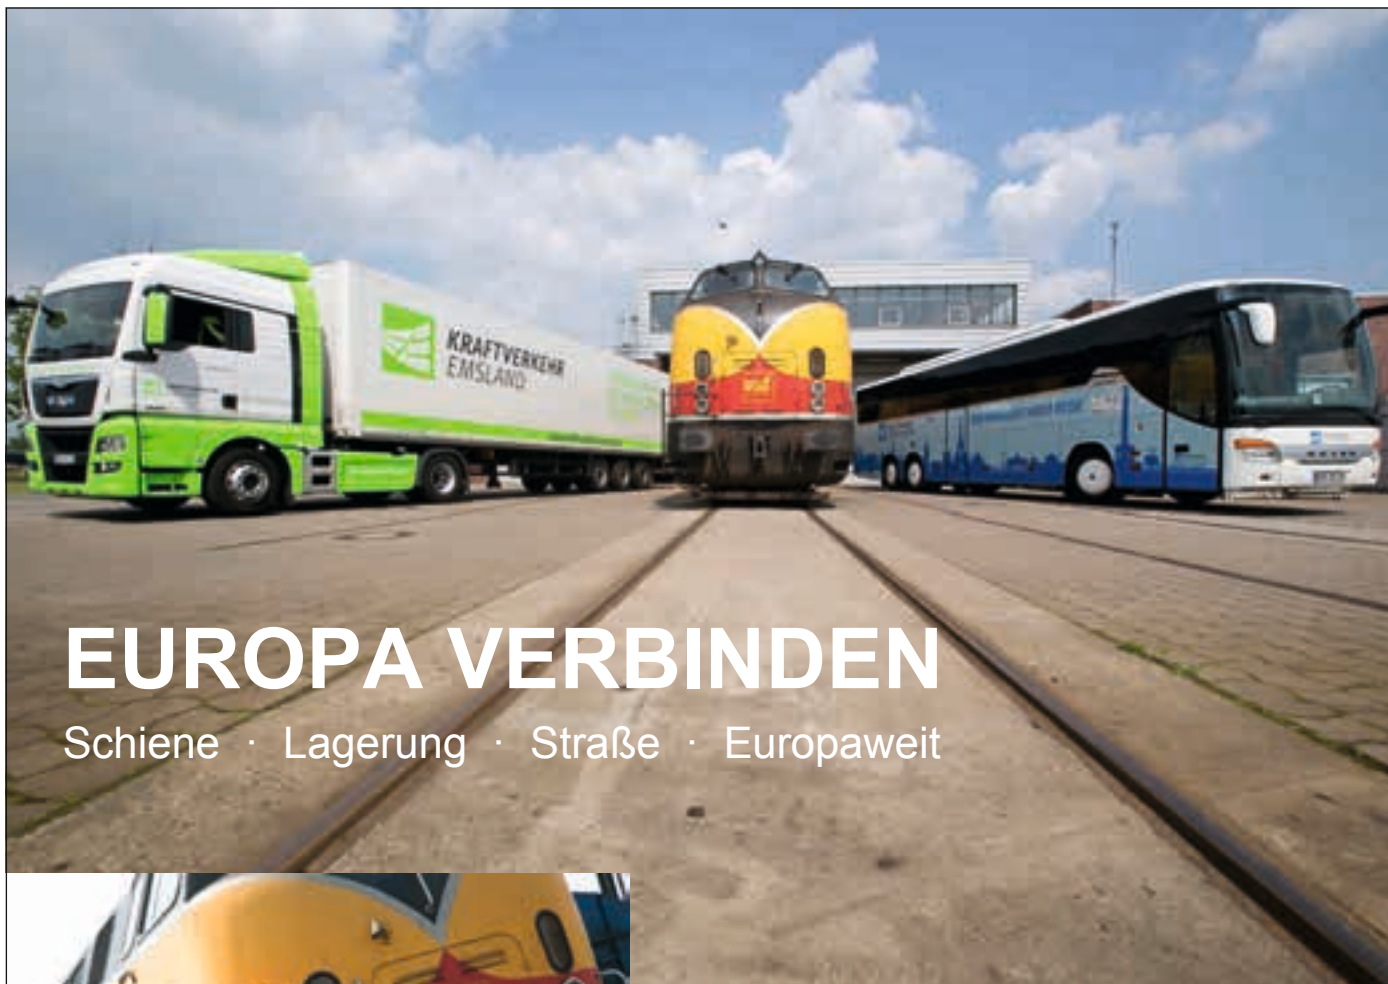 KRAFTVERKEHR
EMSLAND
EUROPA VERBINDEN
Schiene · Lagerung · Straße · Europaweit